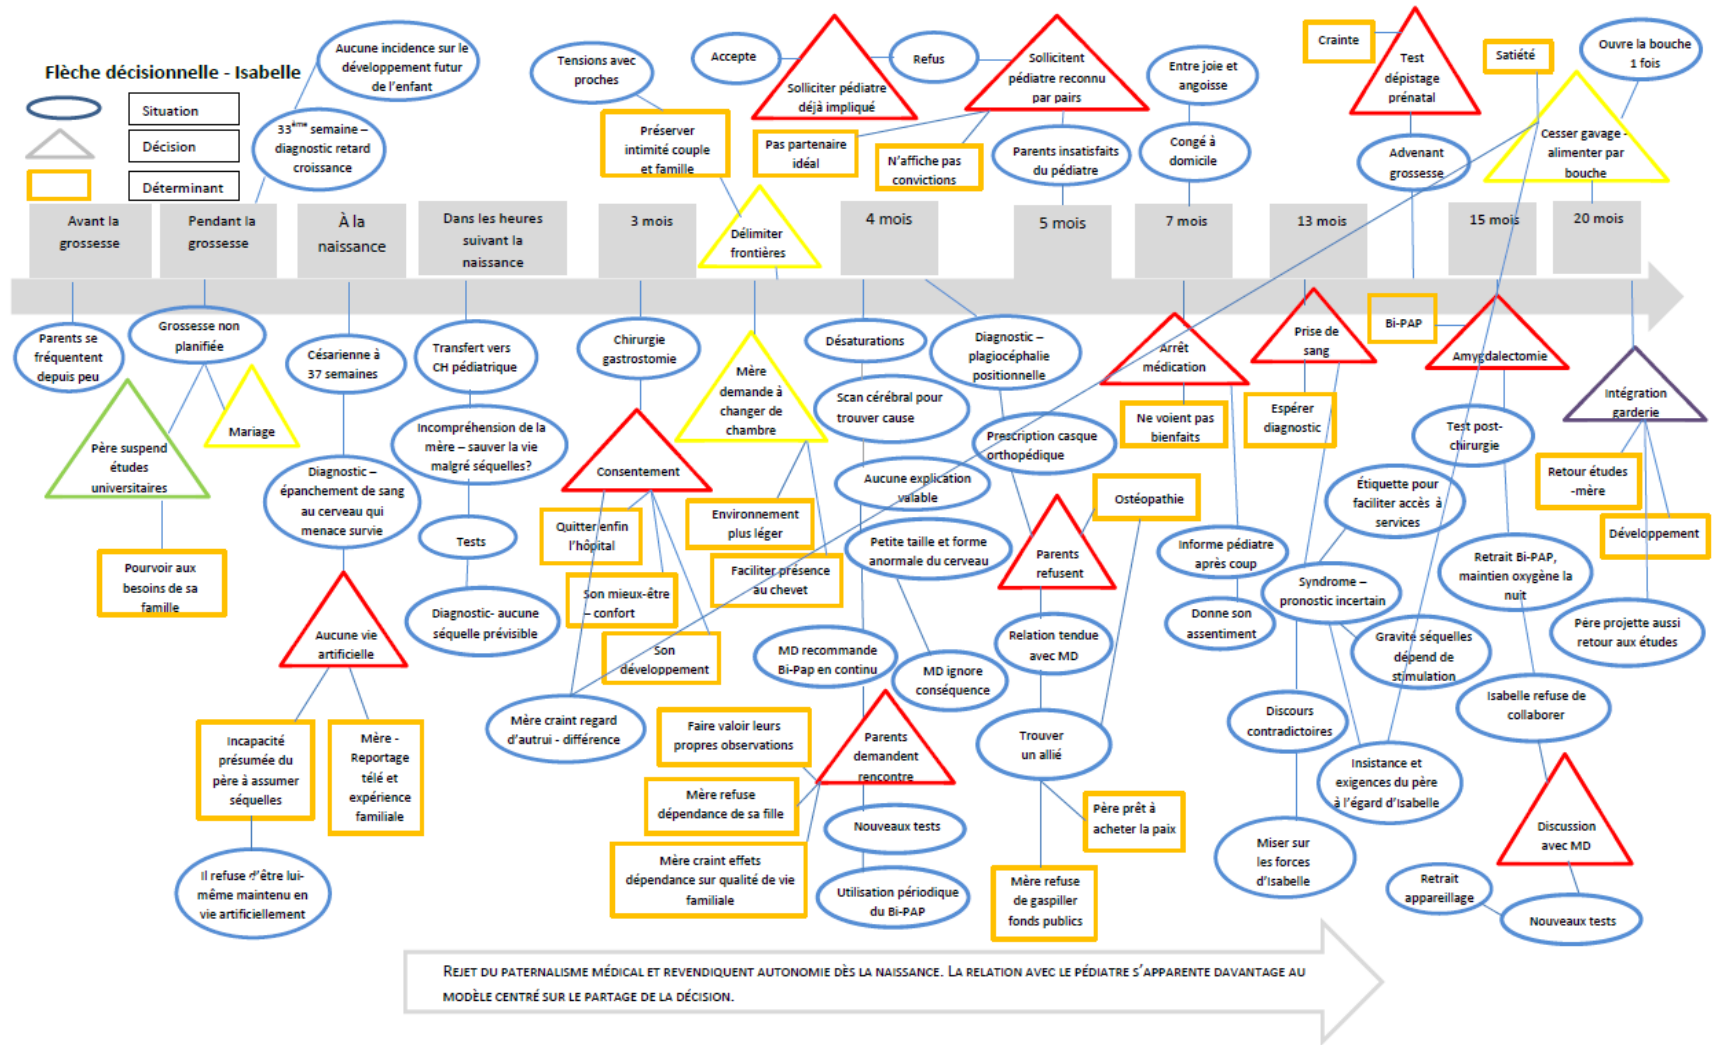 Flèche décisionnelle - Isabelle
Situation
Décision
Déterminant
Aucune incidence sur le
développement futur
de l'enfant
33ème semaine –
diagnostic retard
croissance
Tensions avec
proches
Préserver
intimité couple
et famille
Accepte
Solliciter pédiatre
déjà impliqué
Refus
Sollicitent
pédiatre reconnu
par pairs
Pas partenaire
idéal
N'affiche pas
convictions
Parents insatisfaits
du pédiatre
Entre joie et
angoisse
Congé à
domicile
Crainte
Test
dépistage
prénatal
Advenant
grossesse
Satiété
Ouvre la bouche
1 fois
Cesser gavage -
alimenter par
bouche
Avant la
grossesse
Pendant la
grossesse
À la
naissance
Dans les heures
suivant la
naissance
3 mois
Délimiter
frontières
4 mois
5 mois
7 mois
13 mois
15 mois
20 mois
Parents se
fréquentent
depuis peu
Grossesse non
planifiée
Père suspend
études
universitaires
Mariage
Pourvoir aux
besoins de sa
famille
Césarienne à
37 semaines
Diagnostic –
épanchement de sang
au cerveau qui
menace survie
Aucune vie
artificielle
Incapacité
présumée du
père à assumer
séquelles
Mère -
Reportage
télé et
expérience
familiale
Il refuse d'être lui-
même maintenu en
vie artificiellement
Transfert vers
CH pédiatrique
Incompréhension de la
mère – sauver la vie
malgré séquelles?
Tests
Diagnostic- aucune
séquelle prévisible
Chirurgie
gastrostomie
Consentement
Quitter enfin
l'hôpital
Son mieux-être
– confort
Son
développement
Mère craint regard
d'autrui - différence
Mère
demande à
changer de
chambre
Environnement
plus léger
Faciliter présence
au chevet
Désaturations
Scan cérébral pour
trouver cause
Aucune explication
valable
Petite taille et forme
anormale du cerveau
MD recommande
Bi-Pap en continu
MD ignore
conséquence
Faire valoir leurs
propres observations
Mère refuse
dépendance de sa fille
Mère craint effets
dépendance sur qualité de vie
familiale
Parents
demandent
rencontre
Nouveaux tests
Utilisation périodique
du Bi-PAP
Diagnostic –
plagiocéphalie
positionnelle
Prescription casque
orthopédique
Ostéopathie
Parents
refusent
Relation tendue
avec MD
Trouver
un allié
Père prêt à
acheter la paix
Mère refuse
de gaspiller
fonds publics
Arrêt
médication
Ne voient pas
bienfaits
Informe pédiatre
après coup
Donne son
assentiment
Prise de
sang
Espérer
diagnostic
Étiquette pour
faciliter accès à
services
Syndrome –
pronostic incertain
Gravité séquelles
dépend de
stimulation
Discours
contradictoires
Insistance et
exigences du père
à l'égard d'Isabelle
Miser sur
les forces
d'Isabelle
Bi-PAP
Amygdalectomie
Test post-
chirurgie
Retrait Bi-PAP,
maintien oxygène la
nuit
Isabelle refuse de
collaborer
Discussion
avec MD
Retrait
appareillage
Nouveaux tests
Intégration
garderie
Retour études
-mère
Développement
Père projette aussi
retour aux études
REJET DU PATERNALISME MÉDICAL ET REVENDIQUENT AUTONOMIE DÈS LA NAISSANCE. LA RELATION AVEC LE PÉDIATRE S'APPARENTE DAVANTAGE AU
MODÈLE CENTRÉ SUR LE PARTAGE DE LA DÉCISION.